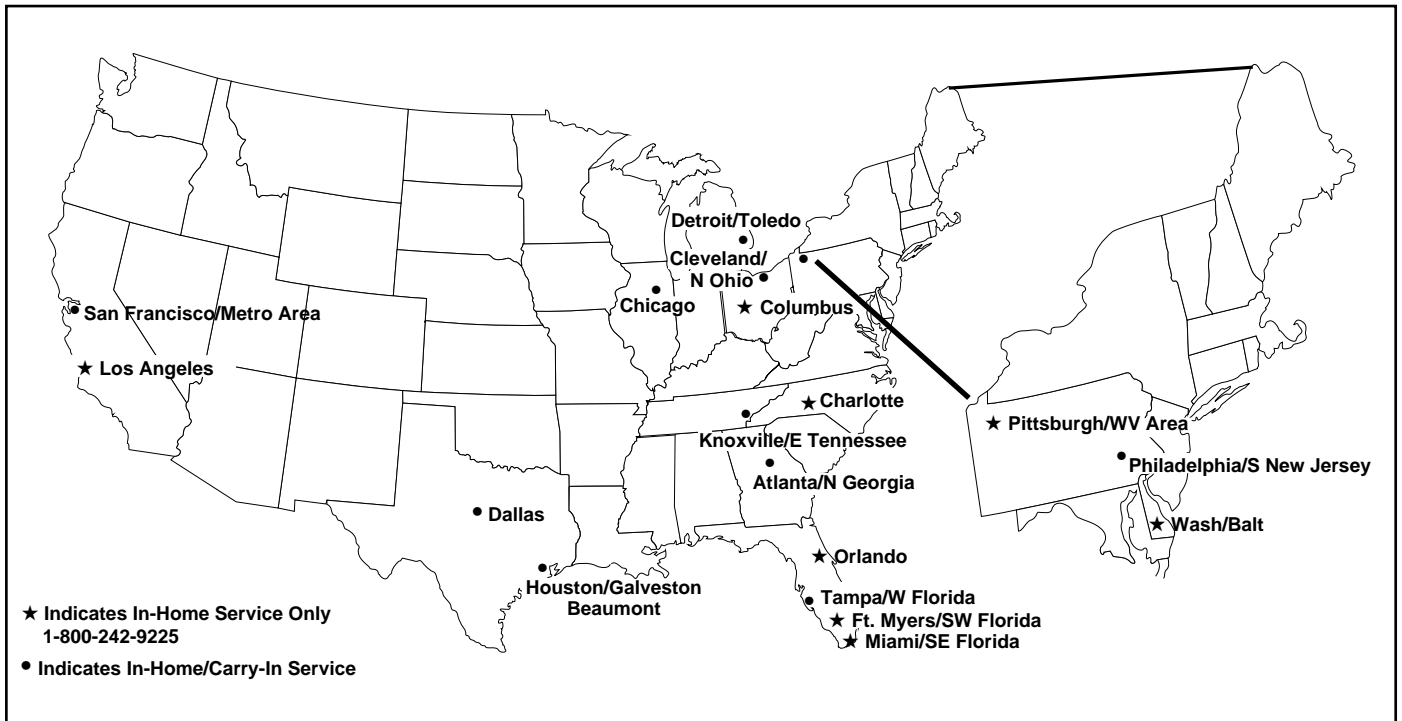 Detroit/Toledo
Cleveland/
N Ohio
Chicago
Columbus
San Francisco/Metro Area
Los Angeles
Charlotte
Knoxville/E Tennessee
Atlanta/N Georgia
Pittsburgh/WV Area
Philadelphia/S New Jersey
Wash/Balt
Dallas
Orlando
Houston/Galveston
Beaumont
Tampa/W Florida
Ft. Myers/SW Florida
Miami/SE Florida
★ Indicates In-Home Service Only
1-800-242-9225
• Indicates In-Home/Carry-In Service